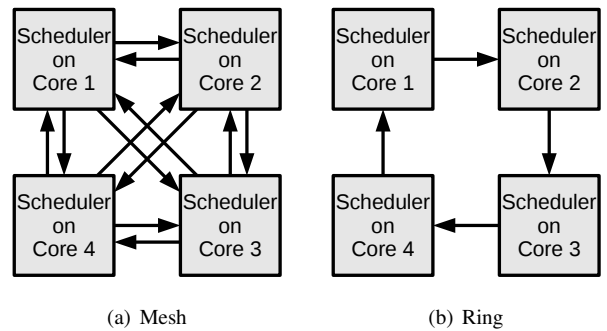 Scheduler
on
Core 1
Scheduler
on
Core 2
Scheduler
on
Core 4
Scheduler
on
Core 3
(a) Mesh
Scheduler
on
Core 1
Scheduler
on
Core 2
Scheduler
on
Core 4
Scheduler
on
Core 3
(b) Ring